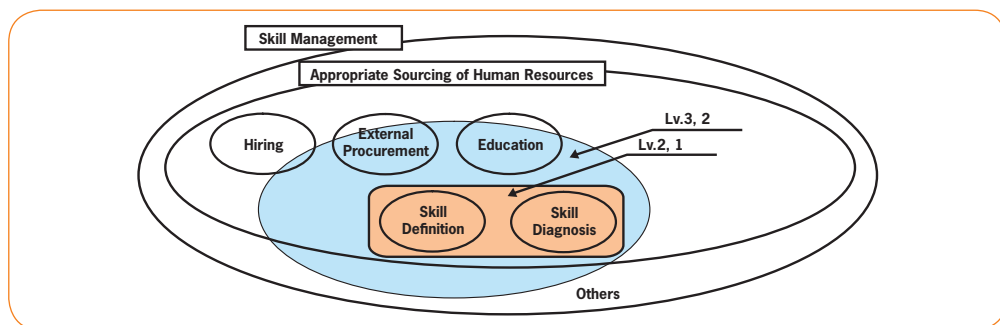 Skill Management
Appropriate Sourcing of Human Resources
Lv.3, 2
Hiring
External
Procurement
Education
Lv.2, 1
Skill
Definition
Skill
Diagnosis
Others